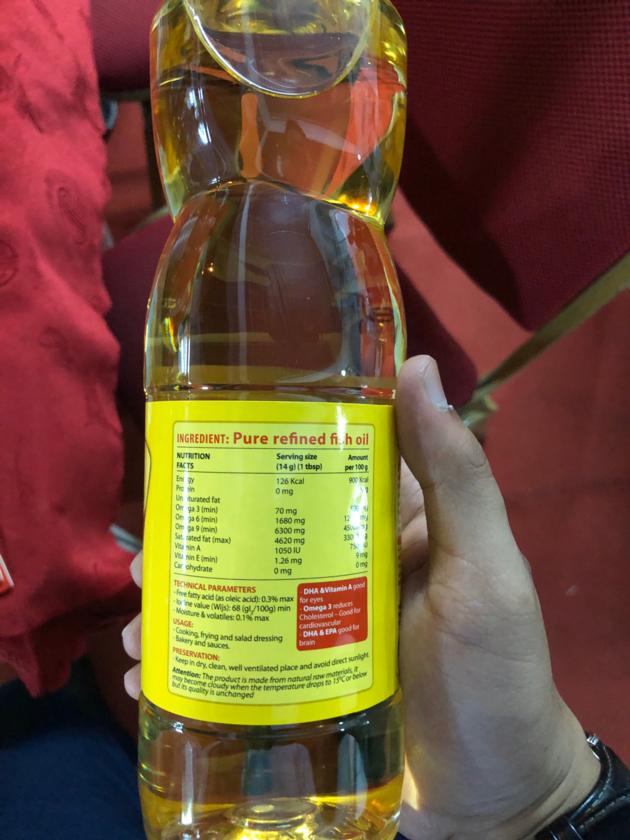 INGREDIENT: Pure refined fish oil
NUTRITION FACTS Serving size (14 g) (1 tbsp) Amount per 100 g
Energy 126 Kcal 900 Kcal
Protein 0 mg
Unsaturated fat
Omega 3 (min) 70 mg
Omega 6 (min) 1680 mg
Omega 9 (min) 6300 mg
Saturated fat (max) 4620 mg
Vitamin A 1050 IU
Vitamin E (min) 1.26 mg 9 mg
Carbohydrate 0 mg 0 mg
TECHNICAL PARAMETERS
- Free fatty acid (as oleic acid): 0.3% max
- Iodine value (Wijs): 68 (gI₂/100g) min
- Moisture & volatiles: 0.1% max
USAGE:
- Cooking, frying and salad dressing
- Bakery and sauces.
- DHA &Vitamin A good
for eyes
- Omega 3 reduces
Cholesterol - Good for
cardiovascular
- DHA & EPA good for
brain
PRESERVATION:
- Keep in dry, clean, well ventilated place and avoid direct sunlight.
Attention: The product is made from natural raw materials, it
may become cloudy when the temperature drops to 15°C or below
but its quality is unchanged